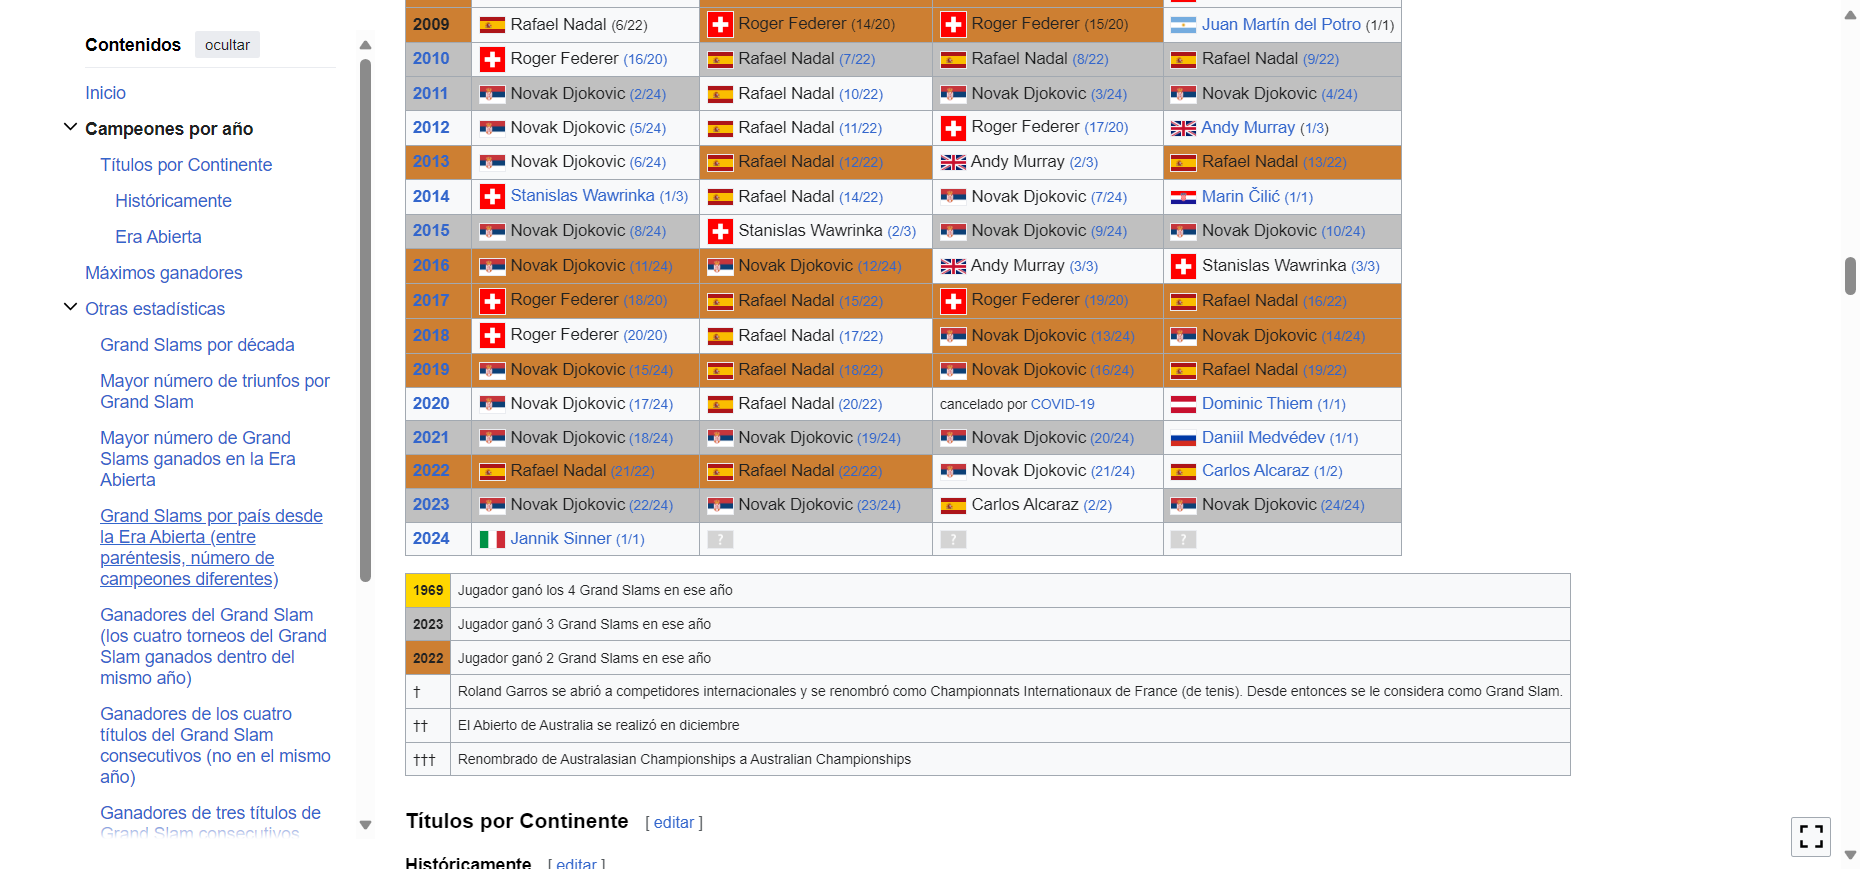 Contenidos ocultar
Inicio
Campeones por año
Títulos por Continente
Históricamente
Era Abierta
Máximos ganadores
Otras estadísticas
Grand Slams por década
Mayor número de triunfos por
Grand Slam
Mayor número de Grand
Slams ganados en la Era
Abierta
Grand Slams por país desde
la Era Abierta (entre
paréntesis, número de
campeones diferentes)
Ganadores del Grand Slam
(los cuatro torneos del Grand
Slam ganados dentro del
mismo año)
Ganadores de los cuatro
títulos del Grand Slam
consecutivos (no en el mismo
año)
Ganadores de tres títulos de
Grand Slam consecutivos
2009 Rafael Nadal (6/22) Roger Federer (14/20) Roger Federer (15/20) Juan Martín del Potro (1/1)
2010 Roger Federer (16/20) Rafael Nadal (7/22) Rafael Nadal (8/22) Rafael Nadal (9/22)
2011 Novak Djokovic (2/24) Rafael Nadal (10/22) Novak Djokovic (3/24) Novak Djokovic (4/24)
2012 Novak Djokovic (5/24) Rafael Nadal (11/22) Roger Federer (17/20) Andy Murray (1/3)
2013 Novak Djokovic (6/24) Rafael Nadal (12/22) Andy Murray (2/3) Rafael Nadal (13/22)
2014 Stanislas Wawrinka (1/3) Rafael Nadal (14/22) Novak Djokovic (7/24) Marin Čilić (1/1)
2015 Novak Djokovic (8/24) Stanislas Wawrinka (2/3) Novak Djokovic (9/24) Novak Djokovic (10/24)
2016 Novak Djokovic (11/24) Novak Djokovic (12/24) Andy Murray (3/3) Stanislas Wawrinka (3/3)
2017 Roger Federer (18/20) Rafael Nadal (15/22) Roger Federer (19/20) Rafael Nadal (16/22)
2018 Roger Federer (20/20) Rafael Nadal (17/22) Novak Djokovic (13/24) Novak Djokovic (14/24)
2019 Novak Djokovic (15/24) Rafael Nadal (18/22) Novak Djokovic (16/24) Rafael Nadal (19/22)
2020 Novak Djokovic (17/24) Rafael Nadal (20/22) cancelado por COVID-19 Dominic Thiem (1/1)
2021 Novak Djokovic (18/24) Novak Djokovic (19/24) Novak Djokovic (20/24) Daniil Medvédev (1/1)
2022 Rafael Nadal (21/22) Rafael Nadal (22/22) Novak Djokovic (21/24) Carlos Alcaraz (1/2)
2023 Novak Djokovic (22/24) Novak Djokovic (23/24) Carlos Alcaraz (2/2) Novak Djokovic (24/24)
2024 Jannik Sinner (1/1) ? ? ?
1969 Jugador ganó los 4 Grand Slams en ese año
2023 Jugador ganó 3 Grand Slams en ese año
2022 Jugador ganó 2 Grand Slams en ese año
† Roland Garros se abrió a competidores internacionales y se renombró como Championnats Internationaux de France (de tenis). Desde entonces se le considera como Grand Slam.
†† El Abierto de Australia se realizó en diciembre
††† Renombrado de Australasian Championships a Australian Championships
Títulos por Continente [ editar ]
Históricamente [ editar ]